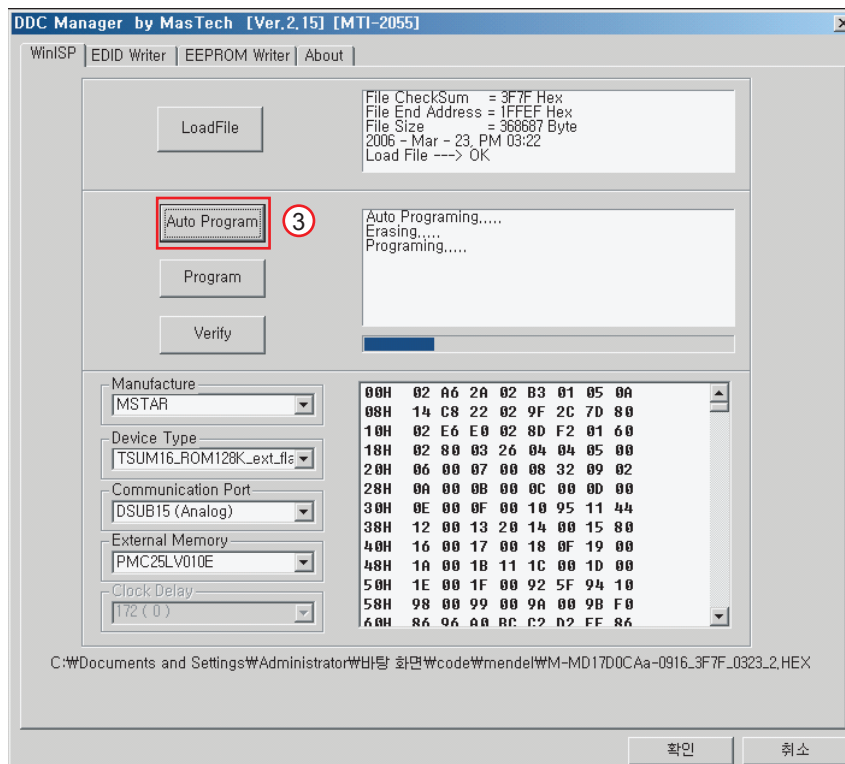 DDC Manager by MasTech [Ver,2,15] [MTI-2055]
WinISP EDID Writer EEPROM Writer About
LoadFile
File CheckSum = 3F7F Hex
File End Address = 1FFEF Hex
File Size = 368687 Byte
2006 - Mar - 23, PM 03:22
Load File ---> OK
Auto Program ③
Program
Verify
Auto Programing,,,,,
Erasing,,,,,
Programing,,,,,
Manufacture
MSTAR
Device Type
TSUM16_ROM128K_ext_fla
Communication Port
DSUB15 (Analog)
External Memory
PMC25LV010E
Clock Delay
172 ( 0 )
00H 02 A6 2A 02 B3 01 05 0A
08H 14 C8 22 02 9F 2C 7D 80
10H 02 E6 E0 02 8D F2 01 60
18H 02 80 03 26 04 04 05 00
20H 06 00 07 00 08 32 09 02
28H 0A 00 0B 00 0C 00 0D 00
30H 0E 00 0F 00 10 95 11 44
38H 12 00 13 20 14 00 15 80
40H 16 00 17 00 18 0F 19 00
48H 1A 00 1B 11 1C 00 1D 00
50H 1E 00 1F 00 92 5F 94 10
58H 98 00 99 00 9A 00 9B F0
60H 86 96 A0 BC C2 D2 EE 86
C:₩Documents and Settings₩Administrator₩바탕 화면₩code₩mendel₩M-MD17D0CAa-0916_3F7F_0323_2,HEX
확인 취소